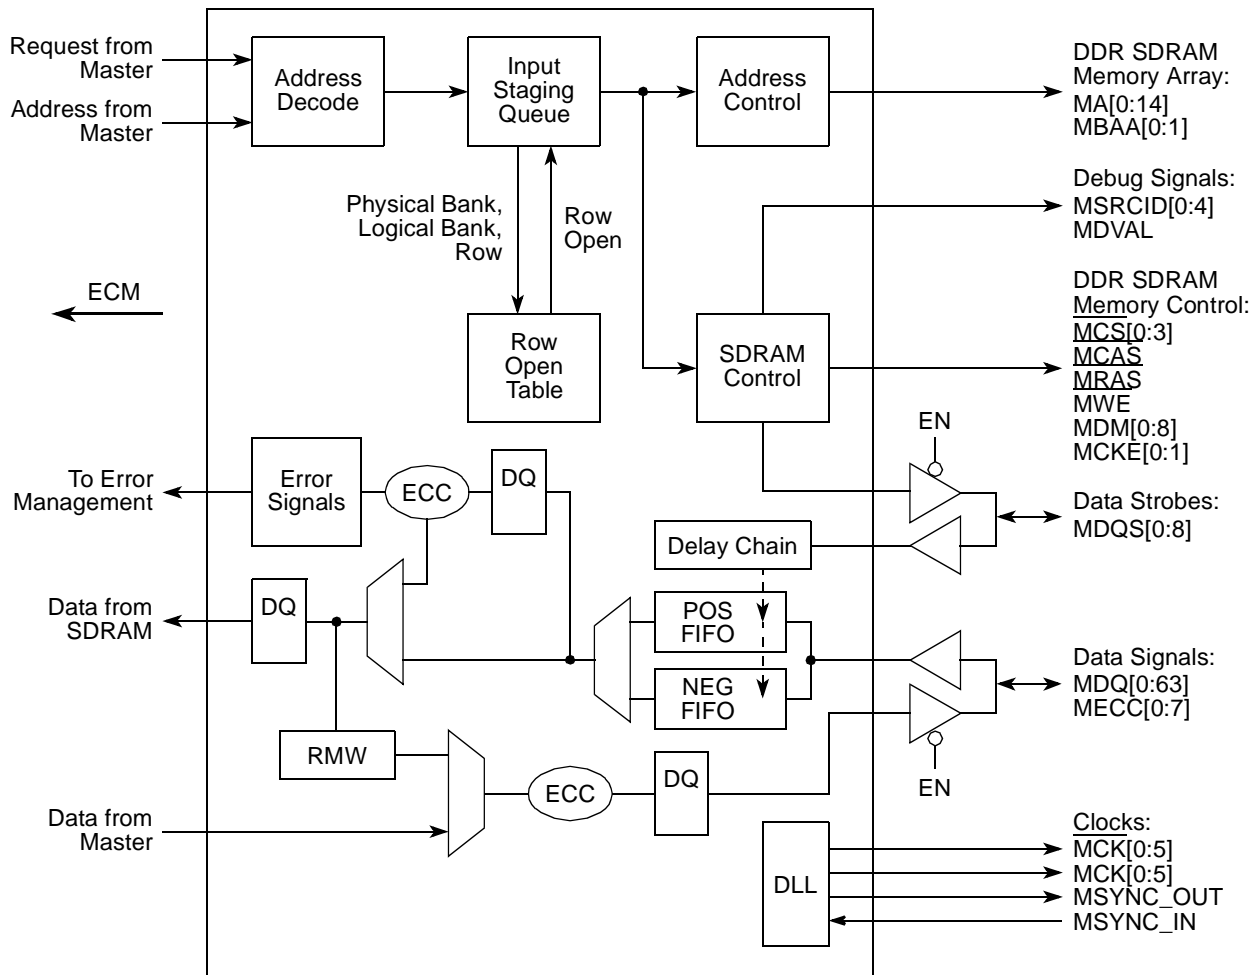 Request from
Master
Address from
Master
Address
Decode
Input
Staging
Queue
Address
Control
DDR SDRAM
Memory Array:
MA[0:14]
MBAA[0:1]
Physical Bank,
Logical Bank,
Row
Row
Open
Debug Signals:
MSRCID[0:4]
MDVAL
ECM
Row
Open
Table
SDRAM
Control
DDR SDRAM
Memory Control:
MCS[0:3]
MCAS
MRAS
MWE
MDM[0:8]
MCKE[0:1]
EN
To Error
Management
Error
Signals
ECC
DQ
Data Strobes:
MDQS[0:8]
Delay Chain
Data from
SDRAM
DQ
POS
FIFO
NEG
FIFO
Data Signals:
MDQ[0:63]
MECC[0:7]
RMW
EN
Data from
Master
ECC
DQ
DLL
Clocks:
MCK[0:5]
MCK[0:5]
MSYNC_OUT
MSYNC_IN